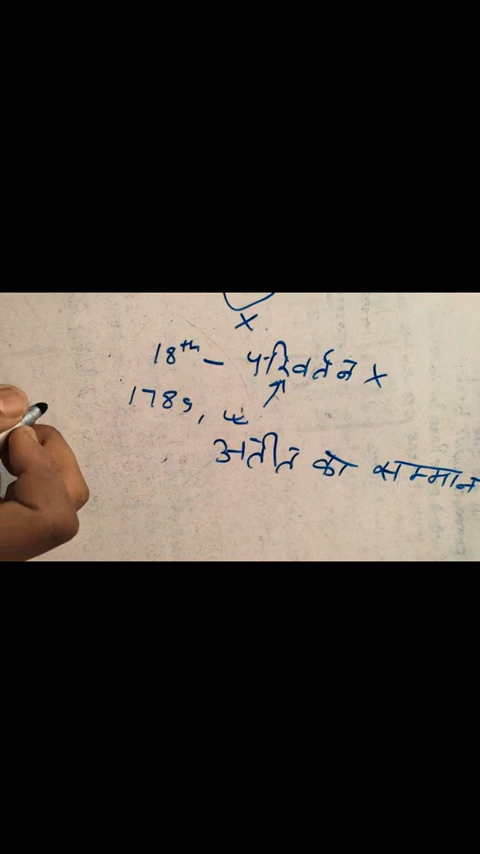 x
18th - परिवर्तन x
1789,
अतीत का सम्मान